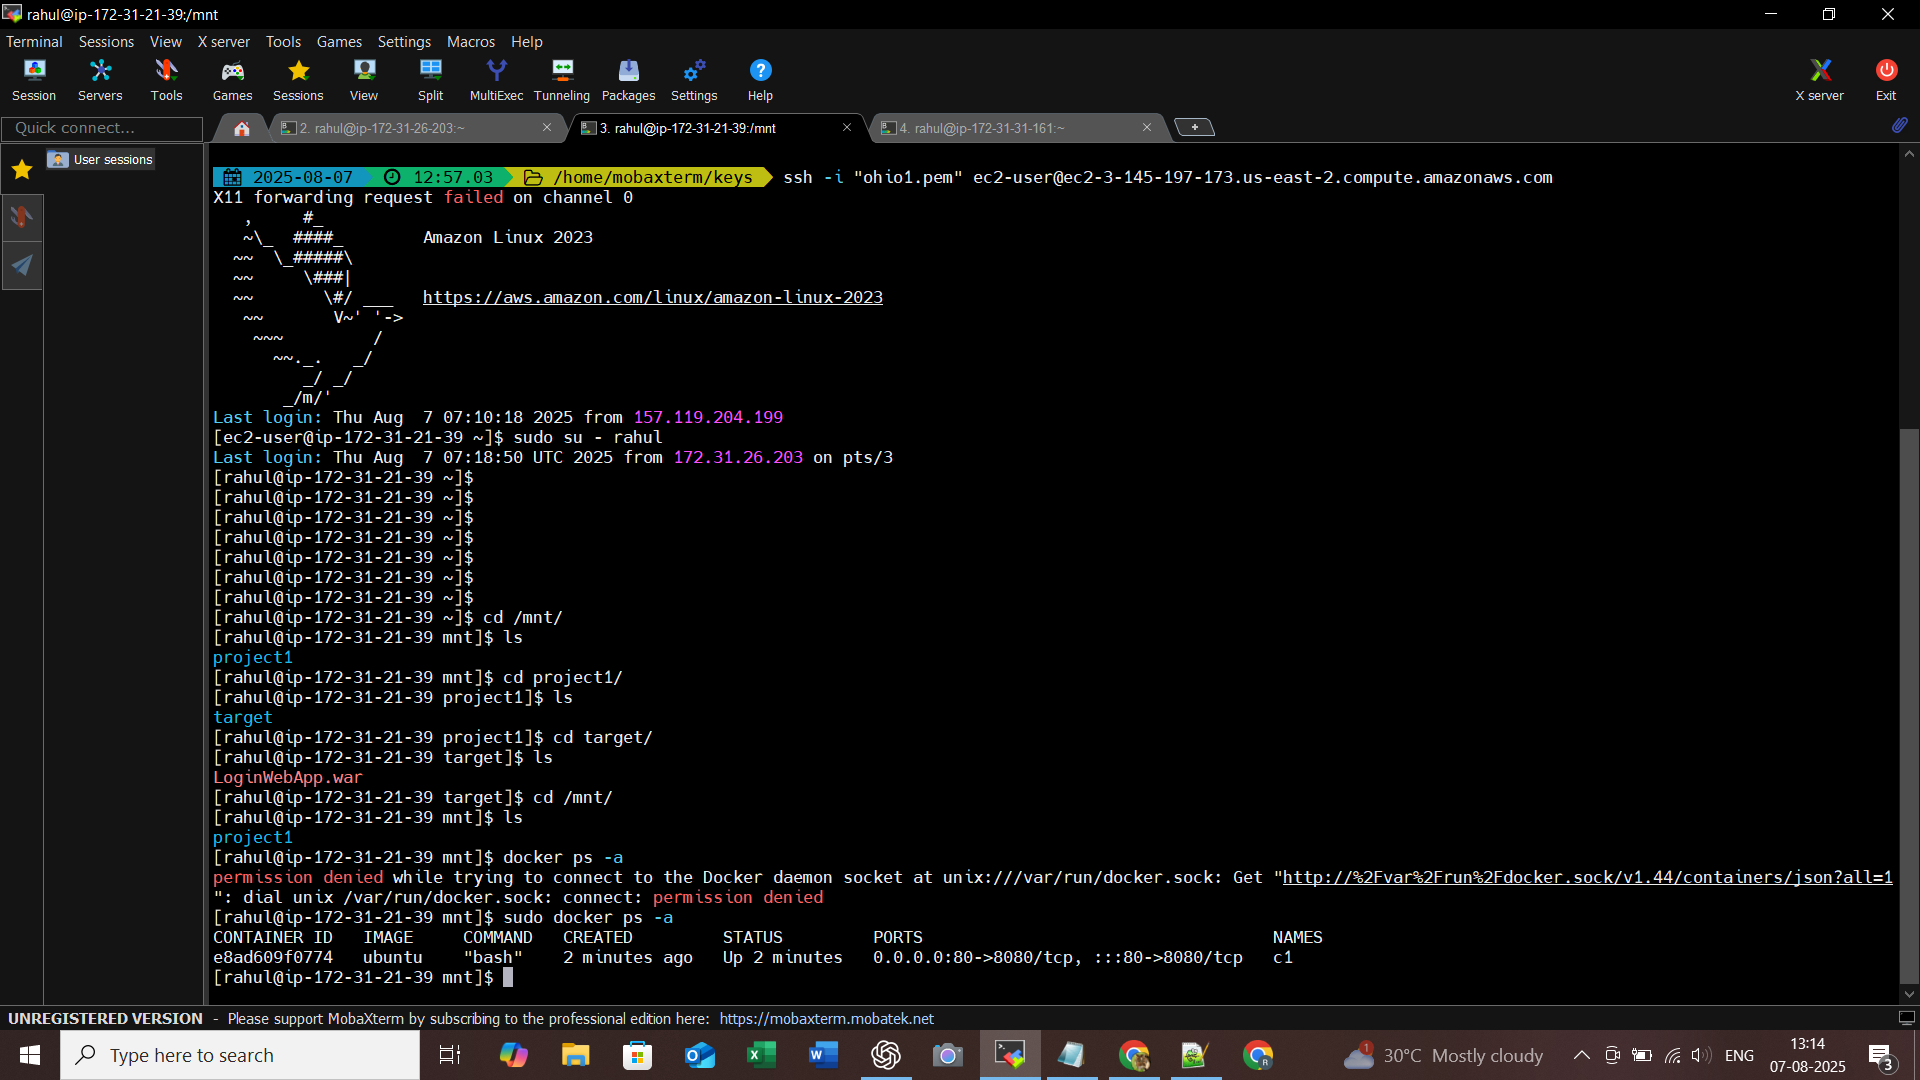 rahul@ip-172-31-21-39:/mnt
Terminal Sessions View X server Tools Games Settings Macros Help
Session Servers Tools Games Sessions View Split MultiExec Tunneling Packages Settings Help X server Exit
Quick connect...
2. rahul@ip-172-31-26-203:~
3. rahul@ip-172-31-21-39:/mnt
4. rahul@ip-172-31-31-161:~
User sessions
2025-08-07 12:57.03 /home/mobaxterm/keys ssh -i "ohio1.pem" ec2-user@ec2-3-145-197-173.us-east-2.compute.amazonaws.com
X11 forwarding request failed on channel 0
   ,     #_
   ~\_  ####_        Amazon Linux 2023
  ~~  \_#####\
  ~~     \###|
  ~~       \#/ ___   https://aws.amazon.com/linux/amazon-linux-2023
   ~~       V~' '->
    ~~~         /
      ~~._.   _/
         _/ _/
       _/m/'
Last login: Thu Aug  7 07:10:18 2025 from 157.119.204.199
[ec2-user@ip-172-31-21-39 ~]$ sudo su - rahul
Last login: Thu Aug  7 07:18:50 UTC 2025 from 172.31.26.203 on pts/3
[rahul@ip-172-31-21-39 ~]$
[rahul@ip-172-31-21-39 ~]$
[rahul@ip-172-31-21-39 ~]$
[rahul@ip-172-31-21-39 ~]$
[rahul@ip-172-31-21-39 ~]$
[rahul@ip-172-31-21-39 ~]$
[rahul@ip-172-31-21-39 ~]$
[rahul@ip-172-31-21-39 ~]$ cd /mnt/
[rahul@ip-172-31-21-39 mnt]$ ls
project1
[rahul@ip-172-31-21-39 mnt]$ cd project1/
[rahul@ip-172-31-21-39 project1]$ ls
target
[rahul@ip-172-31-21-39 project1]$ cd target/
[rahul@ip-172-31-21-39 target]$ ls
LoginWebApp.war
[rahul@ip-172-31-21-39 target]$ cd /mnt/
[rahul@ip-172-31-21-39 mnt]$ ls
project1
[rahul@ip-172-31-21-39 mnt]$ docker ps -a
permission denied while trying to connect to the Docker daemon socket at unix:///var/run/docker.sock: Get "http://%2Fvar%2Frun%2Fdocker.sock/v1.44/containers/json?all=1
": dial unix /var/run/docker.sock: connect: permission denied
[rahul@ip-172-31-21-39 mnt]$ sudo docker ps -a
CONTAINER ID   IMAGE     COMMAND   CREATED         STATUS         PORTS                                   NAMES
e8ad609f0774   ubuntu    "bash"    2 minutes ago   Up 2 minutes   0.0.0.0:80->8080/tcp, :::80->8080/tcp   c1
[rahul@ip-172-31-21-39 mnt]$
UNREGISTERED VERSION - Please support MobaXterm by subscribing to the professional edition here: https://mobaxterm.mobatek.net
Type here to search
1 30°C Mostly cloudy
ENG
13:14
07-08-2025
3